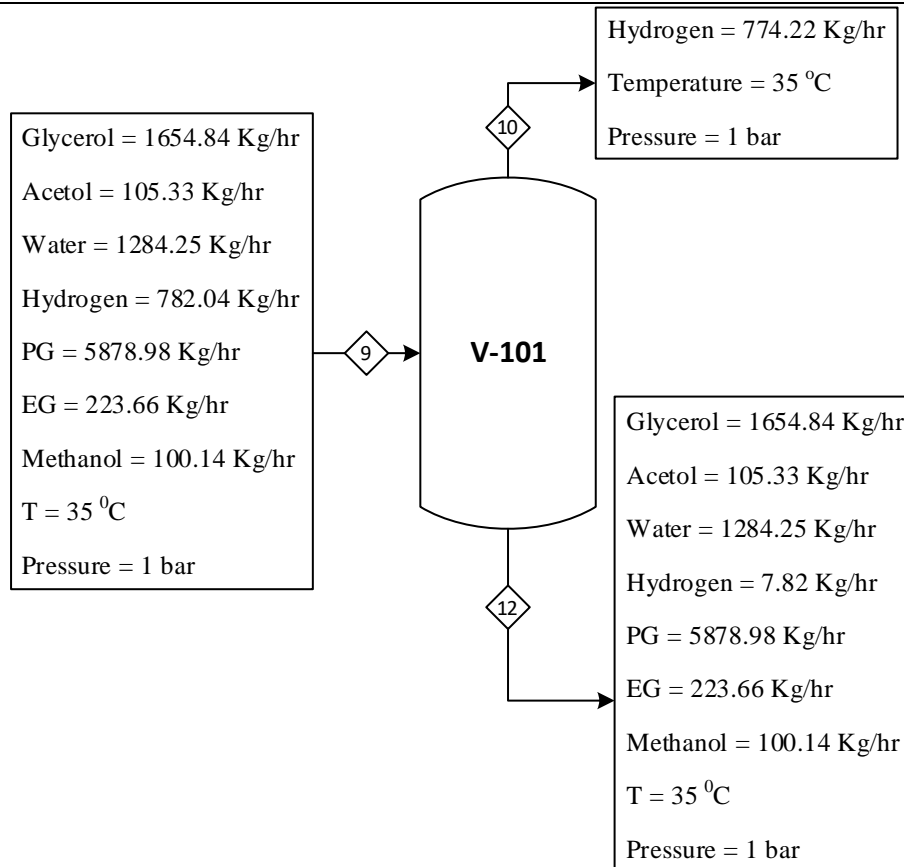 Hydrogen = 774.22 Kg/hr
Temperature = 35 °C
Pressure = 1 bar
10
Glycerol = 1654.84 Kg/hr
Acetol = 105.33 Kg/hr
Water = 1284.25 Kg/hr
Hydrogen = 782.04 Kg/hr
PG = 5878.98 Kg/hr
EG = 223.66 Kg/hr
Methanol = 100.14 Kg/hr
T = 35 ⁰C
Pressure = 1 bar
9
V-101
12
Glycerol = 1654.84 Kg/hr
Acetol = 105.33 Kg/hr
Water = 1284.25 Kg/hr
Hydrogen = 7.82 Kg/hr
PG = 5878.98 Kg/hr
EG = 223.66 Kg/hr
Methanol = 100.14 Kg/hr
T = 35 ⁰C
Pressure = 1 bar